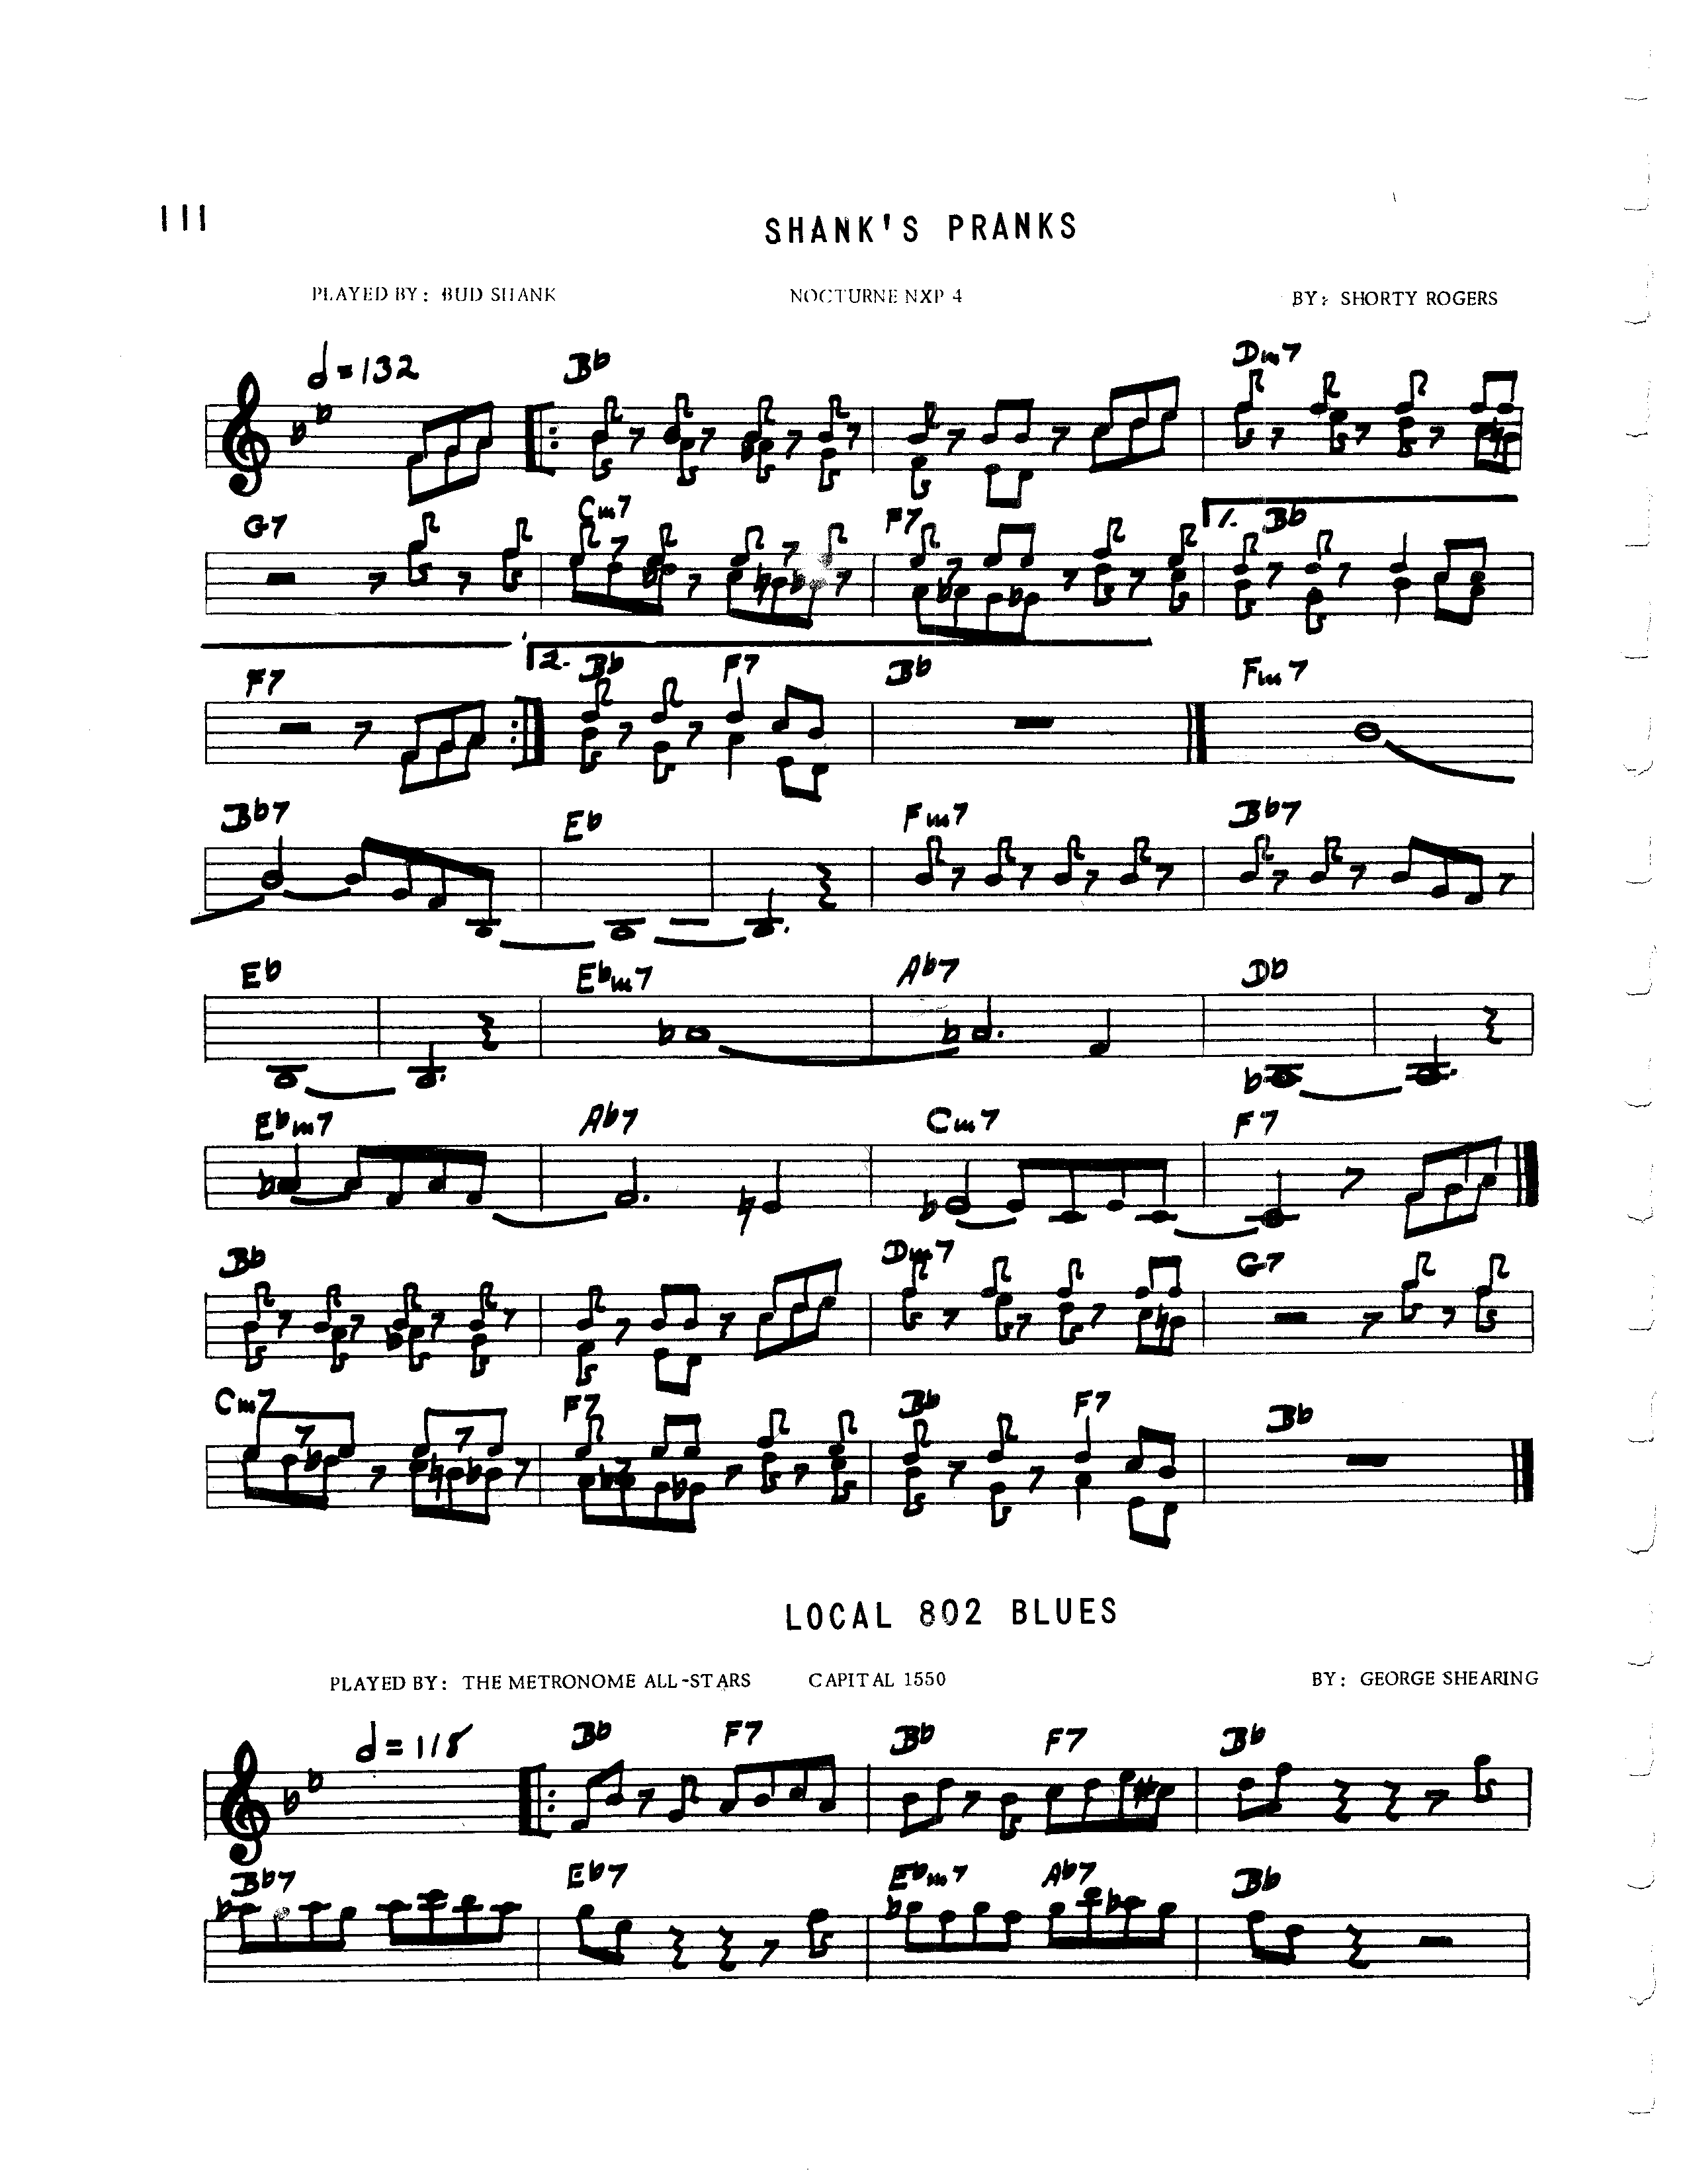 111
SHANK'S PRANKS
PLAYED BY: BUD SHANK NOCTURNE NXP 4 BY: SHORTY ROGERS
𝅗𝅥 = 132 Bb Dm7
G7 Cm7 F7 1. Bb
F7 2. Bb F7 Bb Fm7
Bb7 Eb Fm7 Bb7
Eb Ebm7 Ab7 Db
Ebm7 Ab7 Cm7 F7
Bb Dm7 G7
Cm7 F7 Bb F7 Bb
LOCAL 802 BLUES
PLAYED BY: THE METRONOME ALL-STARS CAPITAL 1550 BY: GEORGE SHEARING
𝅗𝅥 = 118 Bb F7 Bb F7 Bb
Bb7 Eb7 Ebm7 Ab7 Bb